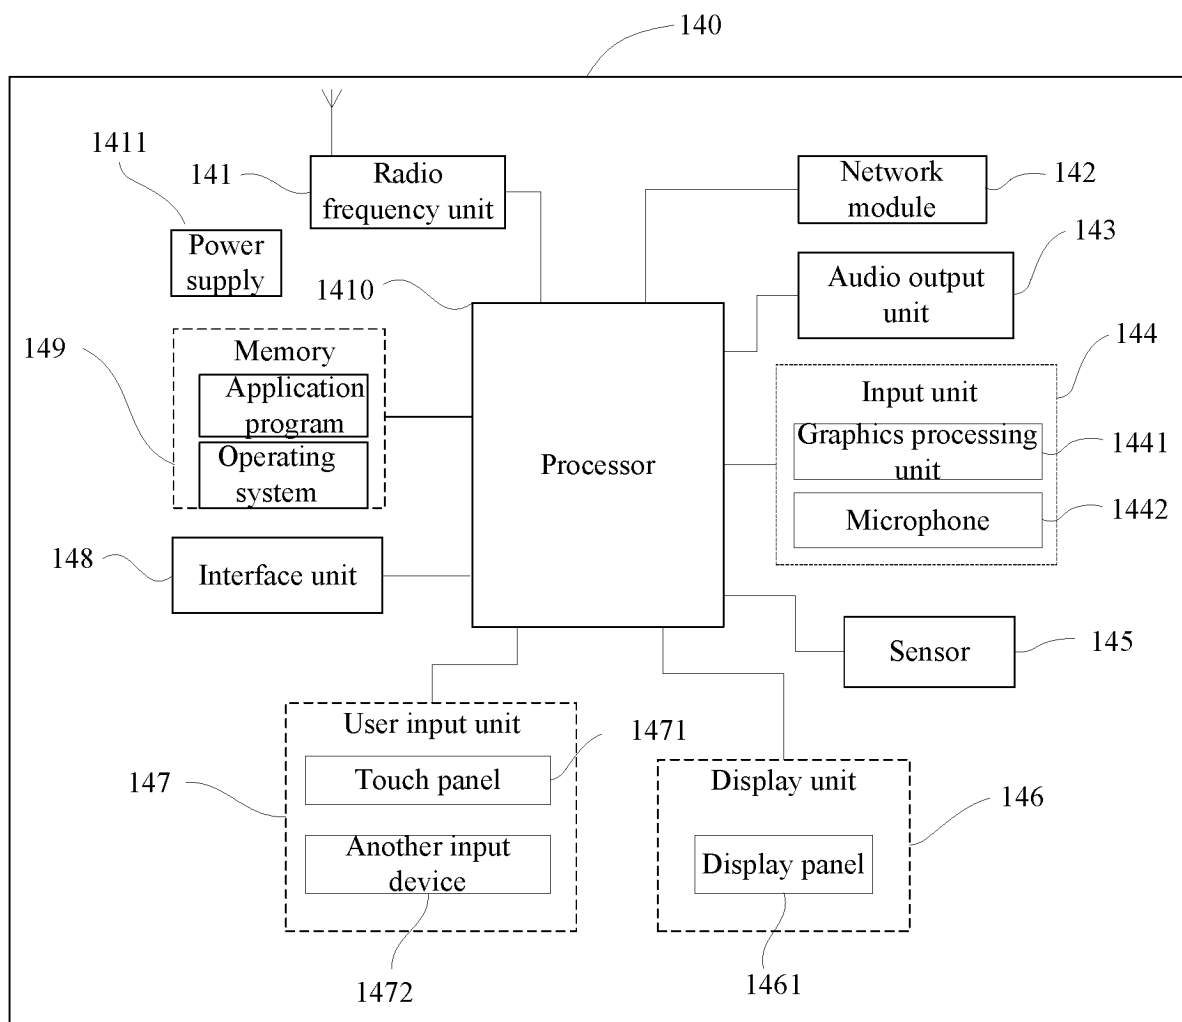 140
1411
141
Radio
frequency unit
Network
module
142
Power
supply
143
Audio output
unit
1410
149
Memory
Application
program
Operating
system
144
Input unit
Graphics processing
unit
1441
Processor
Microphone
1442
148
Interface unit
Sensor
145
User input unit
1471
147
Touch panel
Another input
device
1472
Display unit
146
Display panel
1461